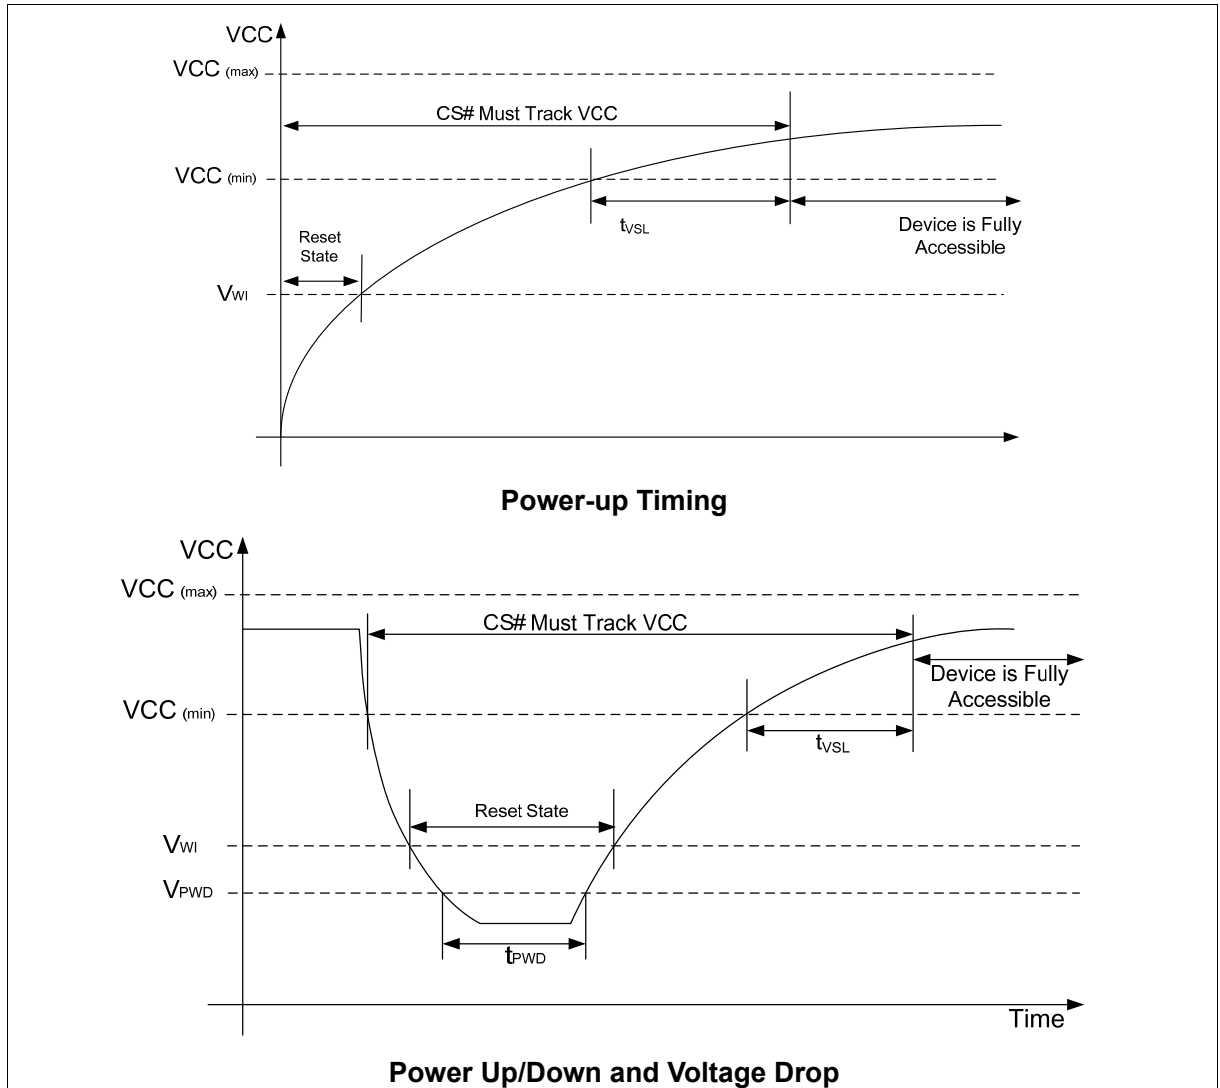 VCC
VCC (max)
CS# Must Track VCC
VCC (min)
tVSL
Device is Fully
Accessible
Reset
State
VWI
Power-up Timing
VCC
VCC (max)
CS# Must Track VCC
Device is Fully
Accessible
VCC (min)
tVSL
Reset State
VWI
VPWD
tPWD
Time
Power Up/Down and Voltage Drop